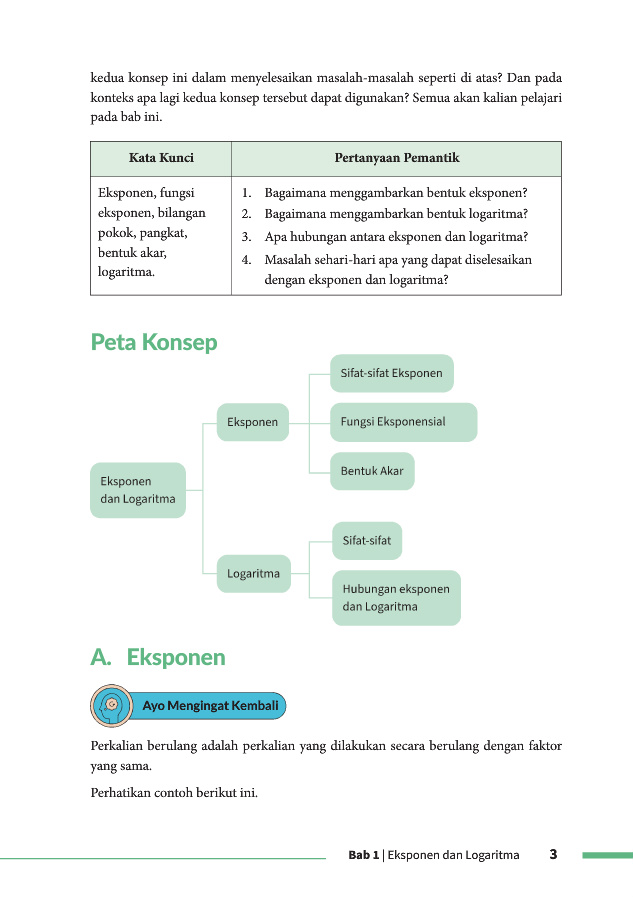 kedua konsep ini dalam menyelesaikan masalah-masalah seperti di atas? Dan pada
konteks apa lagi kedua konsep tersebut dapat digunakan? Semua akan kalian pelajari
pada bab ini.
Kata Kunci
Pertanyaan Pemantik
Eksponen, fungsi
eksponen, bilangan
pokok, pangkat,
bentuk akar,
logaritma.
1. Bagaimana menggambarkan bentuk eksponen?
2. Bagaimana menggambarkan bentuk logaritma?
3. Apa hubungan antara eksponen dan logaritma?
4. Masalah sehari-hari apa yang dapat diselesaikan
dengan eksponen dan logaritma?
Peta Konsep
Eksponen
dan Logaritma
Eksponen
Sifat-sifat Eksponen
Fungsi Eksponensial
Bentuk Akar
Logaritma
Sifat-sifat
Hubungan eksponen
dan Logaritma
A. Eksponen
Ayo Mengingat Kembali
Perkalian berulang adalah perkalian yang dilakukan secara berulang dengan faktor
yang sama.
Perhatikan contoh berikut ini.
Bab 1 | Eksponen dan Logaritma 3